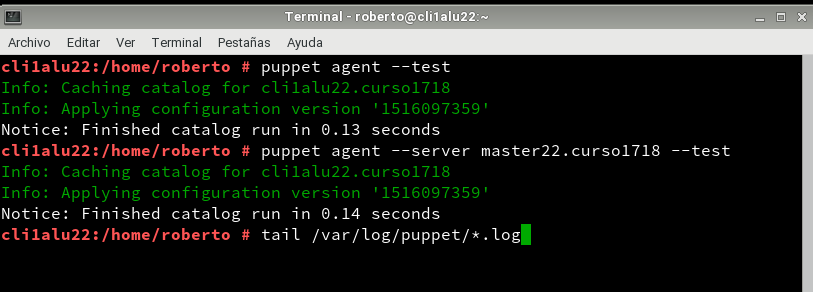 Terminal - roberto@cli1alu22:~
Archivo Editar Ver Terminal Pestañas Ayuda
cli1alu22:/home/roberto # puppet agent --test
Info: Caching catalog for cli1alu22.curso1718
Info: Applying configuration version '1516097359'
Notice: Finished catalog run in 0.13 seconds
cli1alu22:/home/roberto # puppet agent --server master22.curso1718 --test
Info: Caching catalog for cli1alu22.curso1718
Info: Applying configuration version '1516097359'
Notice: Finished catalog run in 0.14 seconds
cli1alu22:/home/roberto # tail /var/log/puppet/*.log